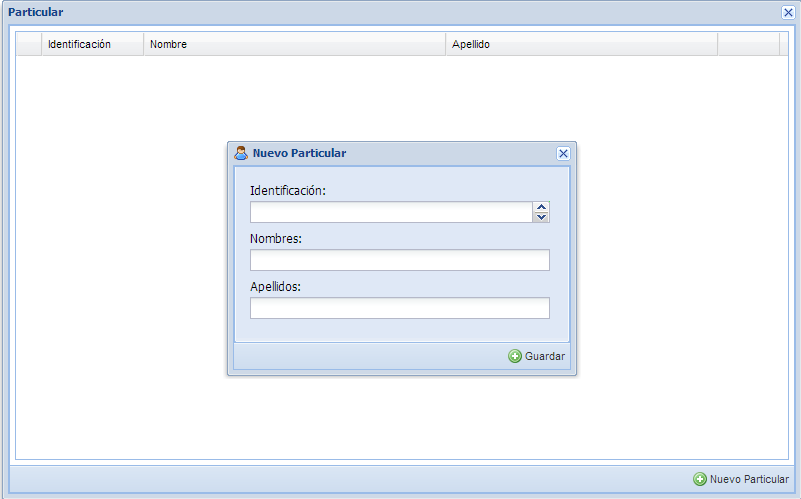 Particular
Identificación Nombre Apellido
Nuevo Particular
Identificación:
Nombres:
Apellidos:
Guardar
Nuevo Particular